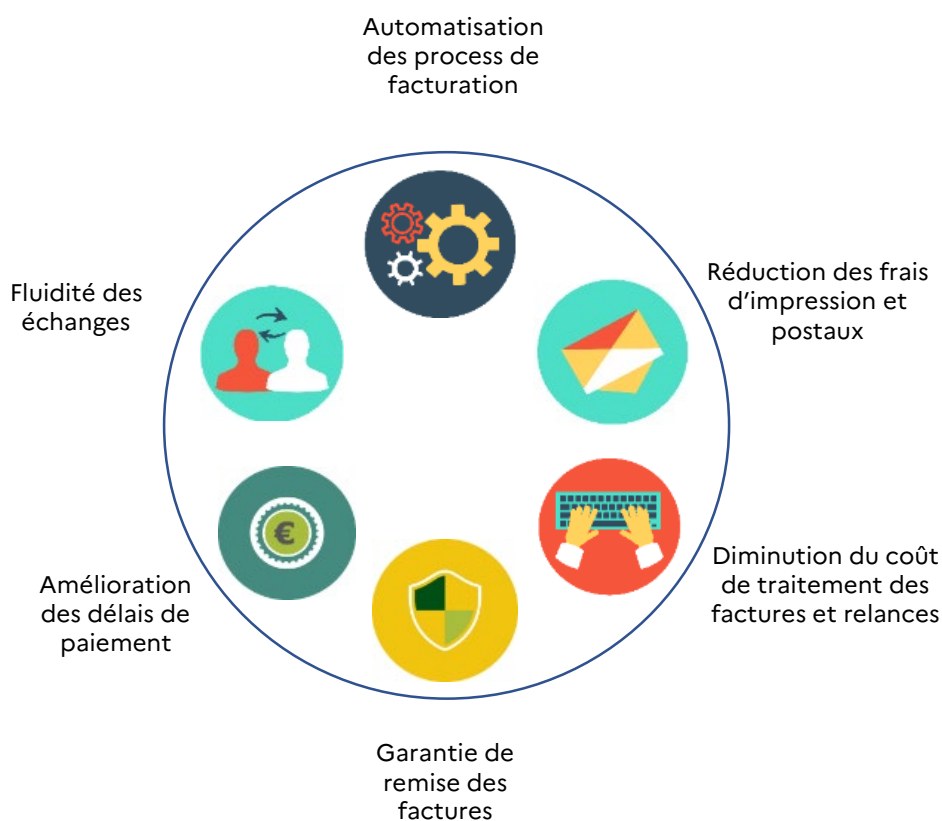 Automatisation
des process de
facturation
Réduction des frais
d’impression et
postaux
Diminution du coût
de traitement des
factures et relances
Garantie de
remise des
factures
Amélioration
des délais de
paiement
Fluidité des
échanges
€